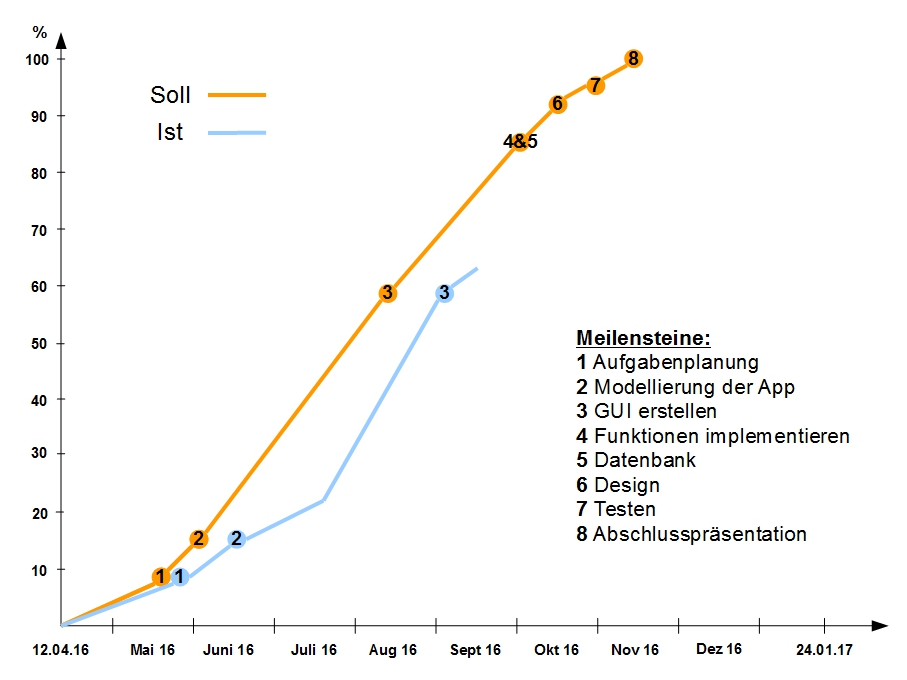 %
100
90
80
70
60
50
40
30
20
10
Soll
Ist
1
2
3
4&5
6
7
8
1
2
3
Meilensteine:
1 Aufgabenplanung
2 Modellierung der App
3 GUI erstellen
4 Funktionen implementieren
5 Datenbank
6 Design
7 Testen
8 Abschlusspräsentation
12.04.16 Mai 16 Juni 16 Juli 16 Aug 16 Sept 16 Okt 16 Nov 16 Dez 16 24.01.17